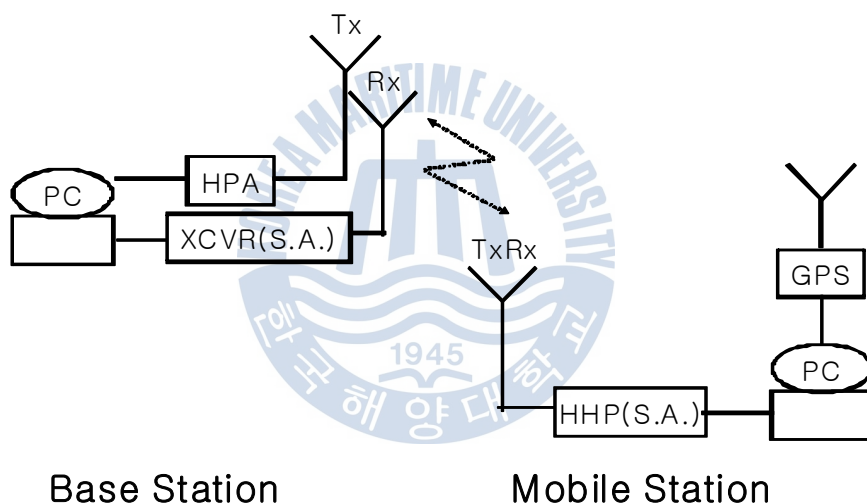 Tx
Rx
PC
HPA
XCVR(S.A.)
TxRx
GPS
PC
HHP(S.A.)
Base Station
Mobile Station
KOREA MARITIME UNIVERSITY
1945
한국해양대학교